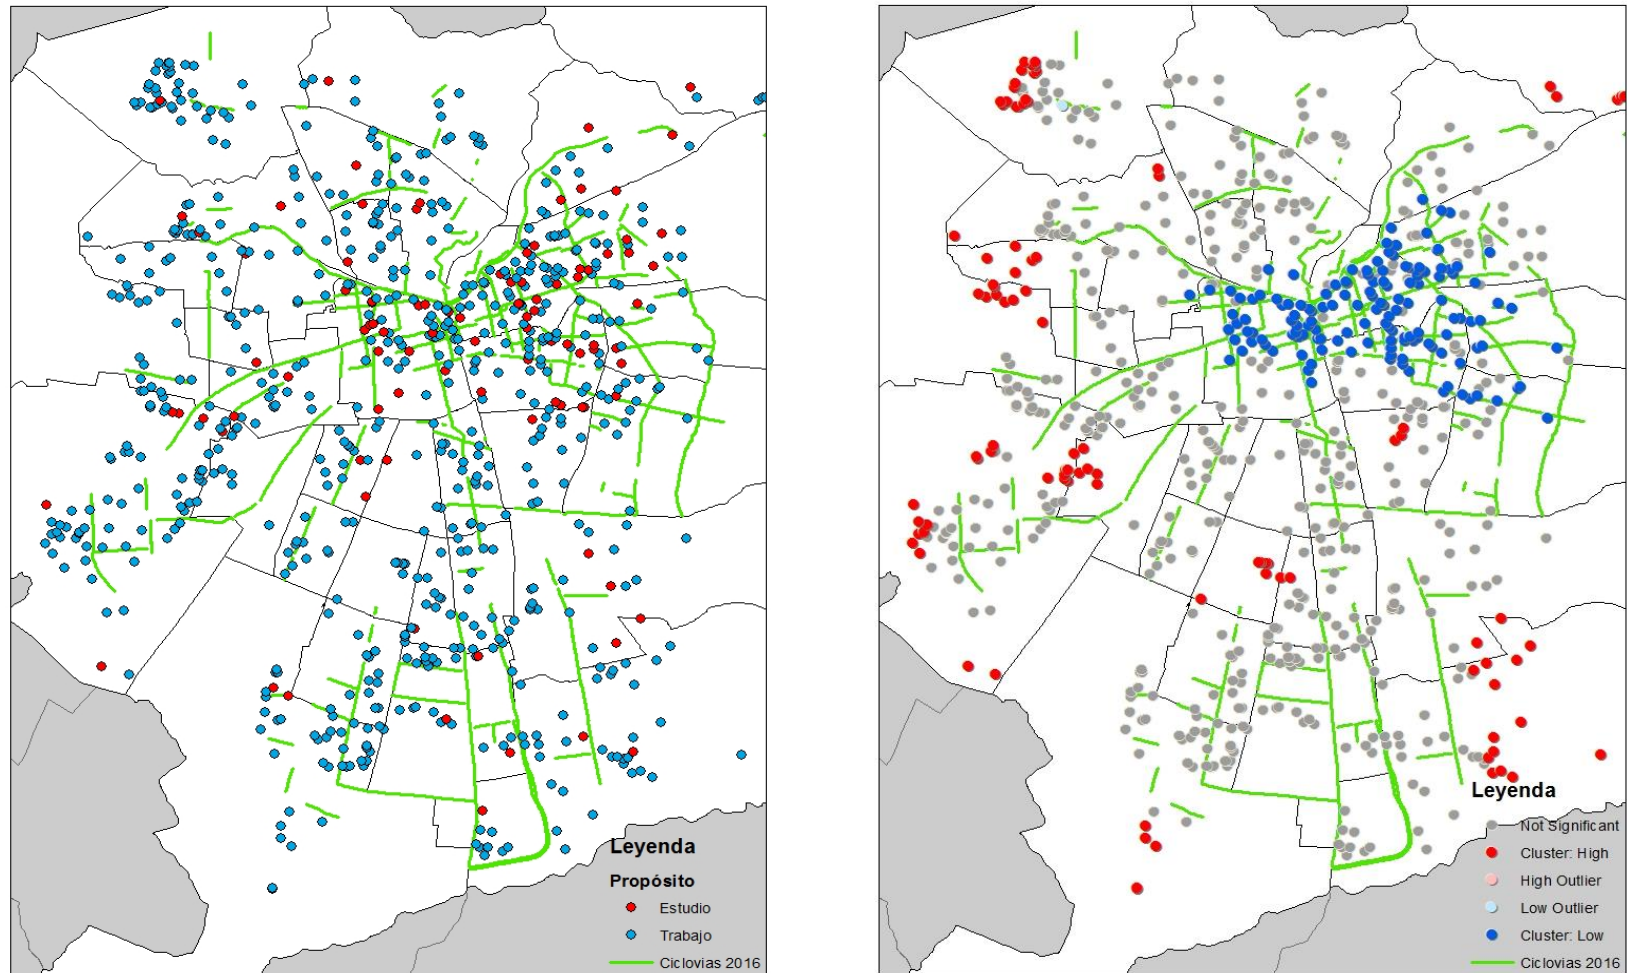 Leyenda
Propósito
Estudio
Trabajo
Ciclovias 2016
Leyenda
Not Significant
Cluster: High
High Outlier
Low Outlier
Cluster: Low
Ciclovias 2016